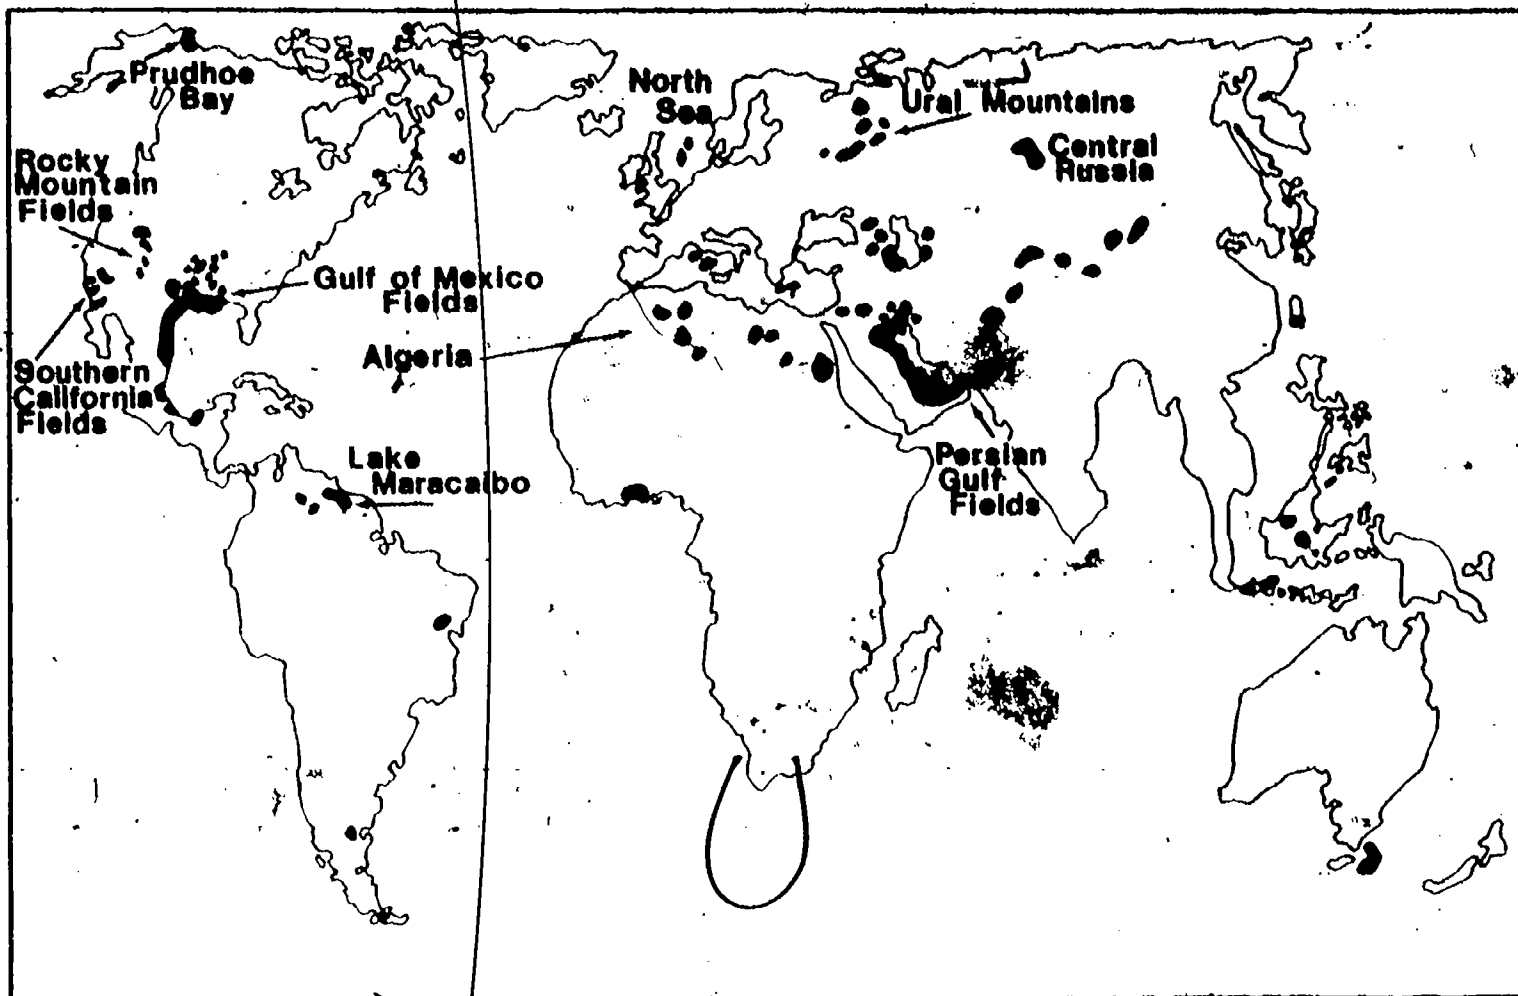 Prudhoe
Bay
North
Sea
Ural Mountains
Central
Russia
Rocky
Mountain
Fields
Gulf of Mexico
Fields
Algeria
Southern
California
Fields
Lake
Maracaibo
Persian
Gulf
Fields